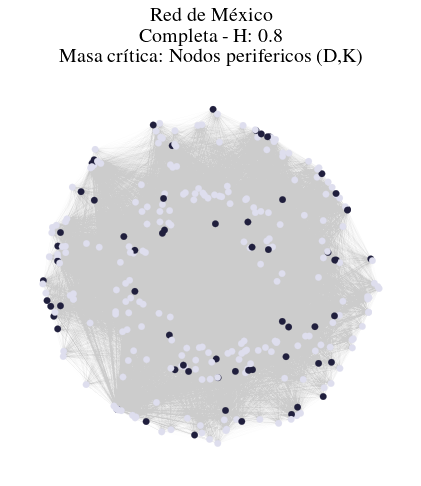 Red de México
Completa - H: 0.8
Masa crítica: Nodos perifericos (D,K)